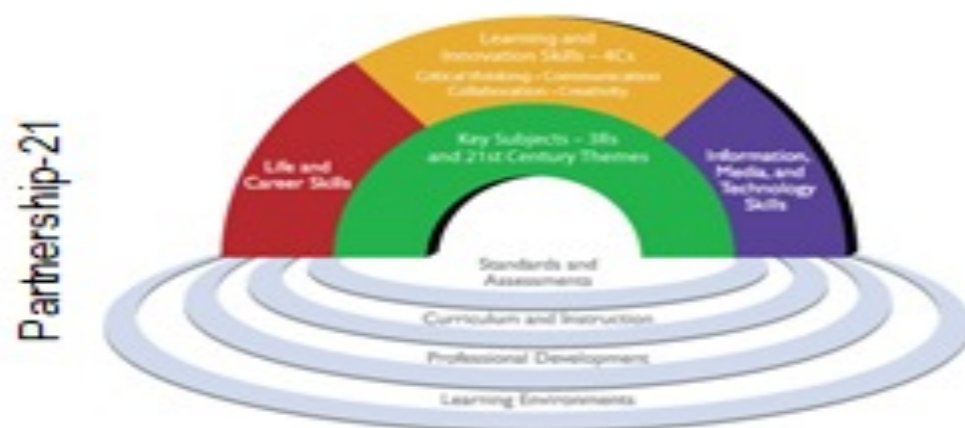 Partnership-21
Learning and
Innovation Skills – 4Cs
Critical thinking • Communication
Collaboration • Creativity
Key Subjects – 3Rs
and 21st Century Themes
Life and
Career Skills
Information,
Media, and
Technology
Skills
Standards and
Assessments
Curriculum and Instruction
Professional Development
Learning Environments